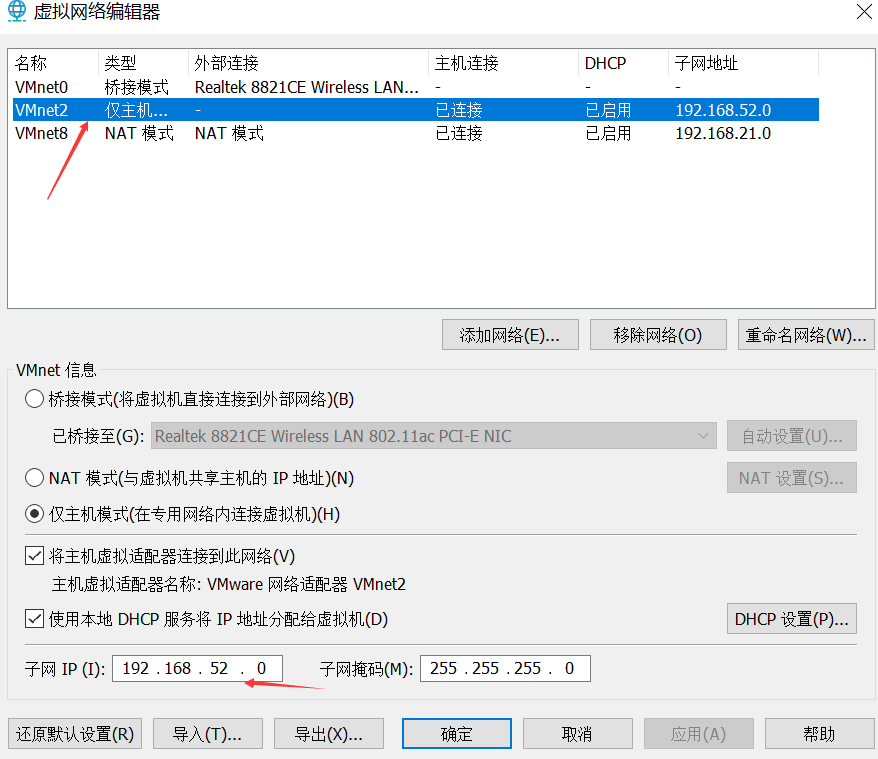 虚拟网络编辑器
名称 类型 外部连接 主机连接 DHCP 子网地址
VMnet0 桥接模式 Realtek 8821CE Wireless LAN... - - -
VMnet2 仅主机... - 已连接 已启用 192.168.52.0
VMnet8 NAT 模式 NAT 模式 已连接 已启用 192.168.21.0
添加网络(E)... 移除网络(O) 重命名网络(W)...
VMnet 信息
桥接模式(将虚拟机直接连接到外部网络)(B)
已桥接至(G): Realtek 8821CE Wireless LAN 802.11ac PCI-E NIC 自动设置(U)...
NAT 模式(与虚拟机共享主机的 IP 地址)(N) NAT 设置(S)...
仅主机模式(在专用网络内连接虚拟机)(H)
将主机虚拟适配器连接到此网络(V)
主机虚拟适配器名称: VMware 网络适配器 VMnet2
使用本地 DHCP 服务将 IP 地址分配给虚拟机(D) DHCP 设置(P)...
子网 IP (I): 192 . 168 . 52 . 0 子网掩码(M): 255 . 255 . 255 . 0
还原默认设置(R) 导入(T)... 导出(X)... 确定 取消 应用(A) 帮助